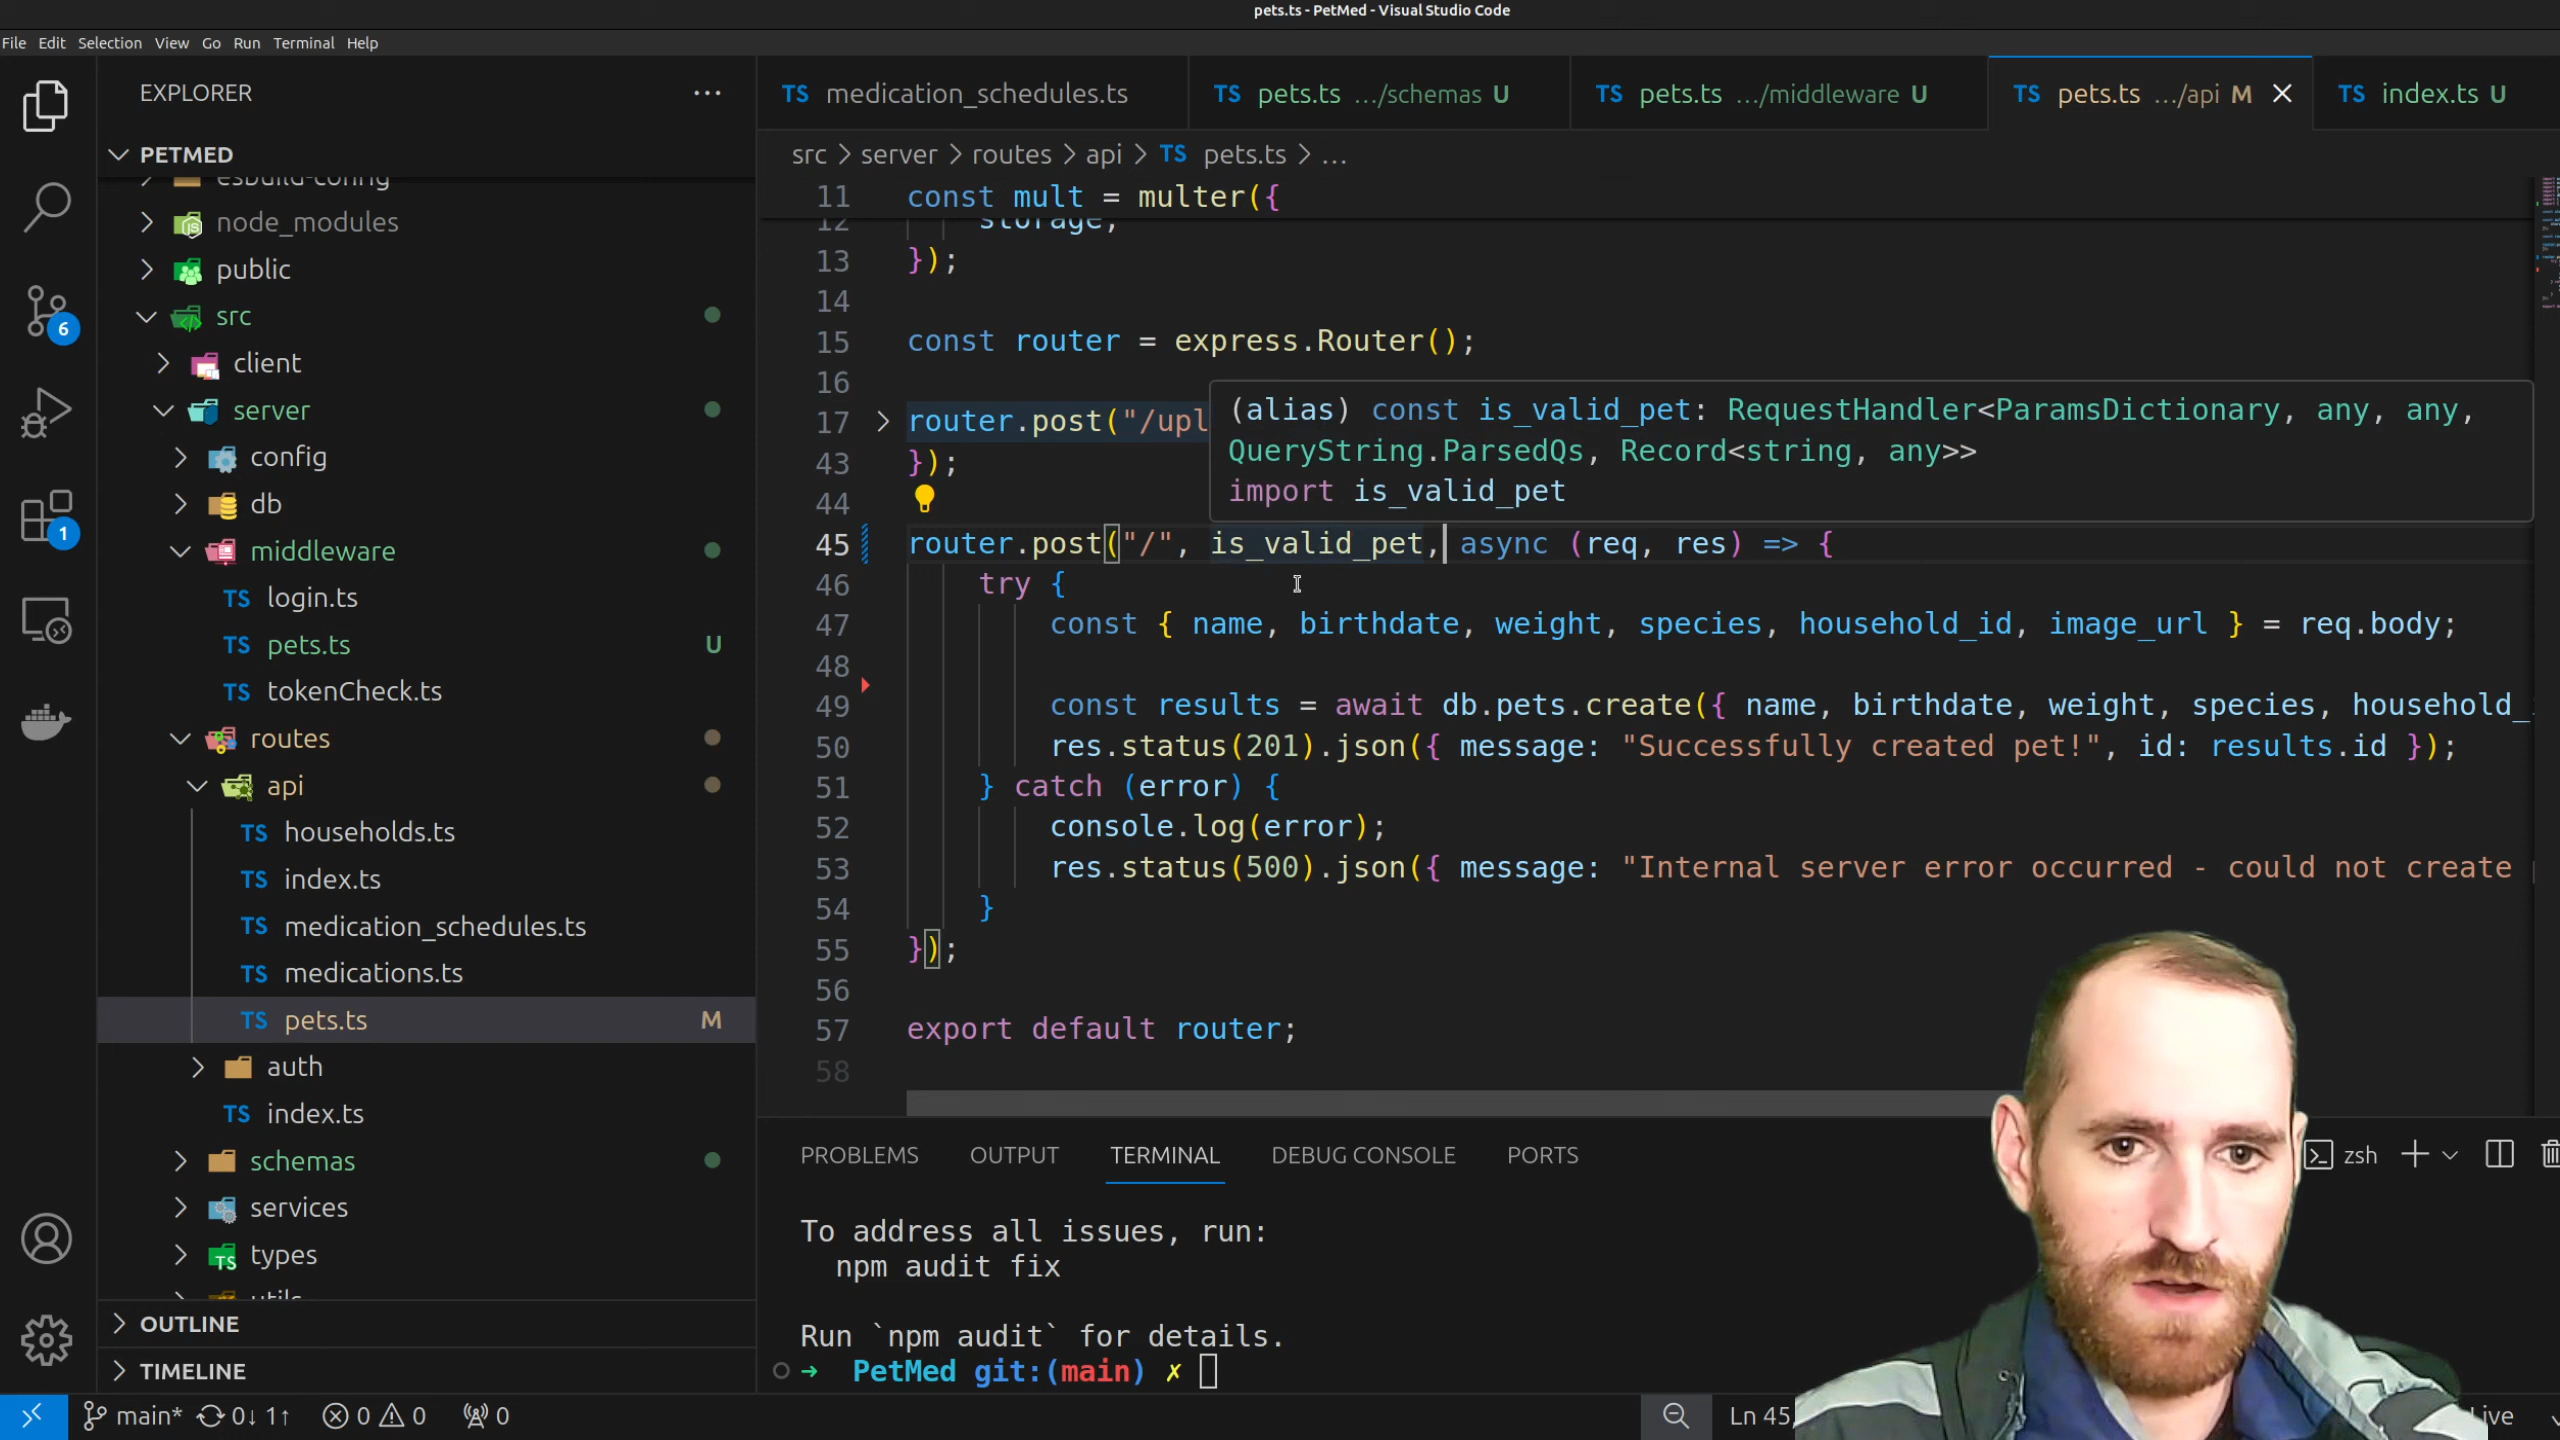 pets.ts - PetMed - Visual Studio Code
File Edit Selection View Go Run Terminal Help
EXPLORER
PETMED
esbuild-config
node_modules
public
src
client
server
config
db
middleware
TS login.ts
TS pets.ts U
TS tokenCheck.ts
routes
api
TS households.ts
TS index.ts
TS medication_schedules.ts
TS medications.ts
TS pets.ts M
auth
TS index.ts
schemas
services
TS types
utils
OUTLINE
TIMELINE
6
1
TS medication_schedules.ts TS pets.ts .../schemas U TS pets.ts .../middleware U TS pets.ts .../api M TS index.ts U
src > server > routes > api > TS pets.ts > ...
11 const mult = multer({
12 storage,
13 });
14
15 const router = express.Router();
16
17 router.post("/upl
43 });
44
(alias) const is_valid_pet: RequestHandler<ParamsDictionary, any, any,
QueryString.ParsedQs, Record<string, any>>
import is_valid_pet
45 router.post("/", is_valid_pet, async (req, res) => {
46 try {
47 const { name, birthdate, weight, species, household_id, image_url } = req.body;
48
49 const results = await db.pets.create({ name, birthdate, weight, species, household_
50 res.status(201).json({ message: "Successfully created pet!", id: results.id });
51 } catch (error) {
52 console.log(error);
53 res.status(500).json({ message: "Internal server error occurred - could not create
54 }
55 });
56
57 export default router;
58
PROBLEMS OUTPUT TERMINAL DEBUG CONSOLE PORTS
zsh
To address all issues, run:
npm audit fix
Run `npm audit` for details.
➜ PetMed git:(main) ✗
main* 0↓ 1↑ 0 0 0
Ln 45,
Live